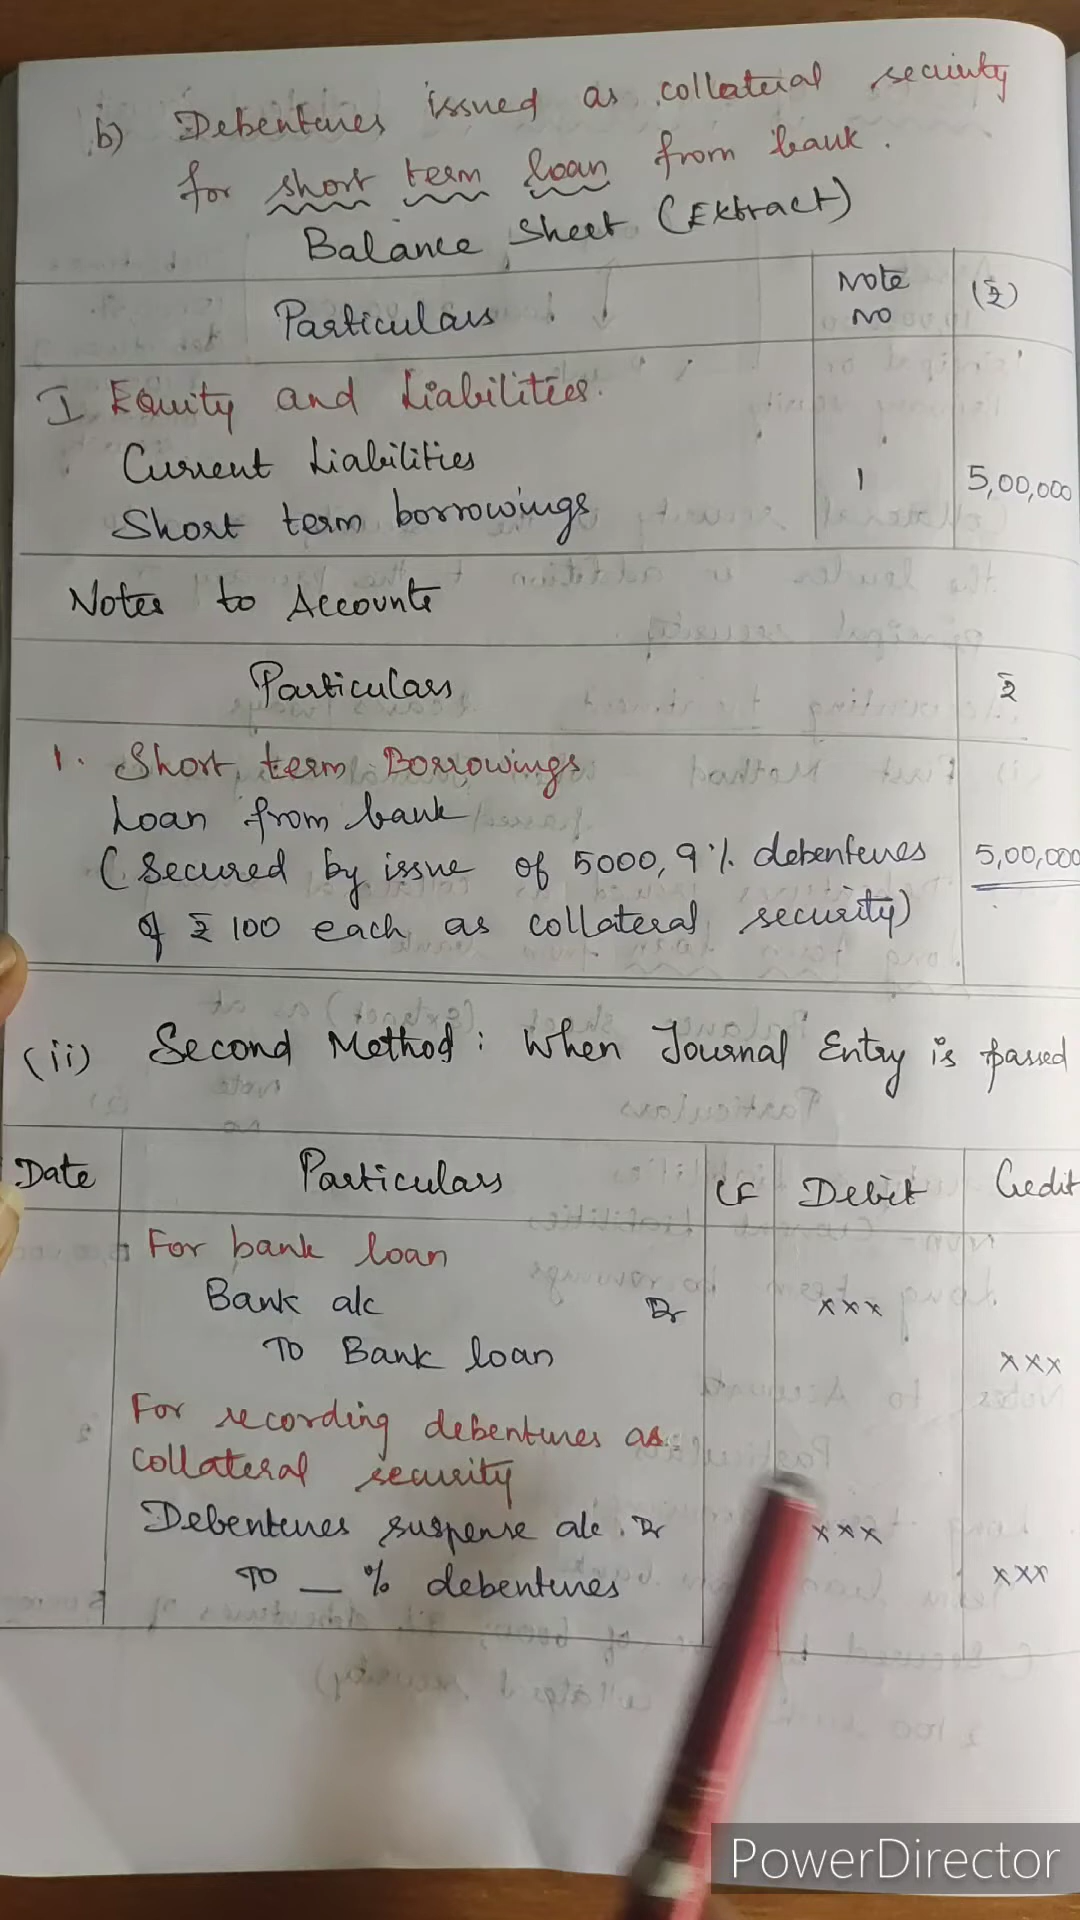 b) Debentures issued as collateral security
for short term loan from bank.
Balance Sheet (Extract)
Particulars Note No (₹)
I Equity and Liabilities.
Current Liabilities
Short term borrowings 1 5,00,000
Notes to Accounts
Particulars ₹
1. Short term Borrowings
Loan from bank
(Secured by issue of 5000, 9% debentures 5,00,000
of ₹ 100 each as collateral security)
(ii) Second Method: When Journal Entry is passed
Date Particulars LF Debit Credit
For bank loan
Bank a/c Dr xxx
To Bank loan xxx
For recording debentures as
collateral security
Debentures suspense a/c. Dr xxx
To _ % debentures xxx
PowerDirector